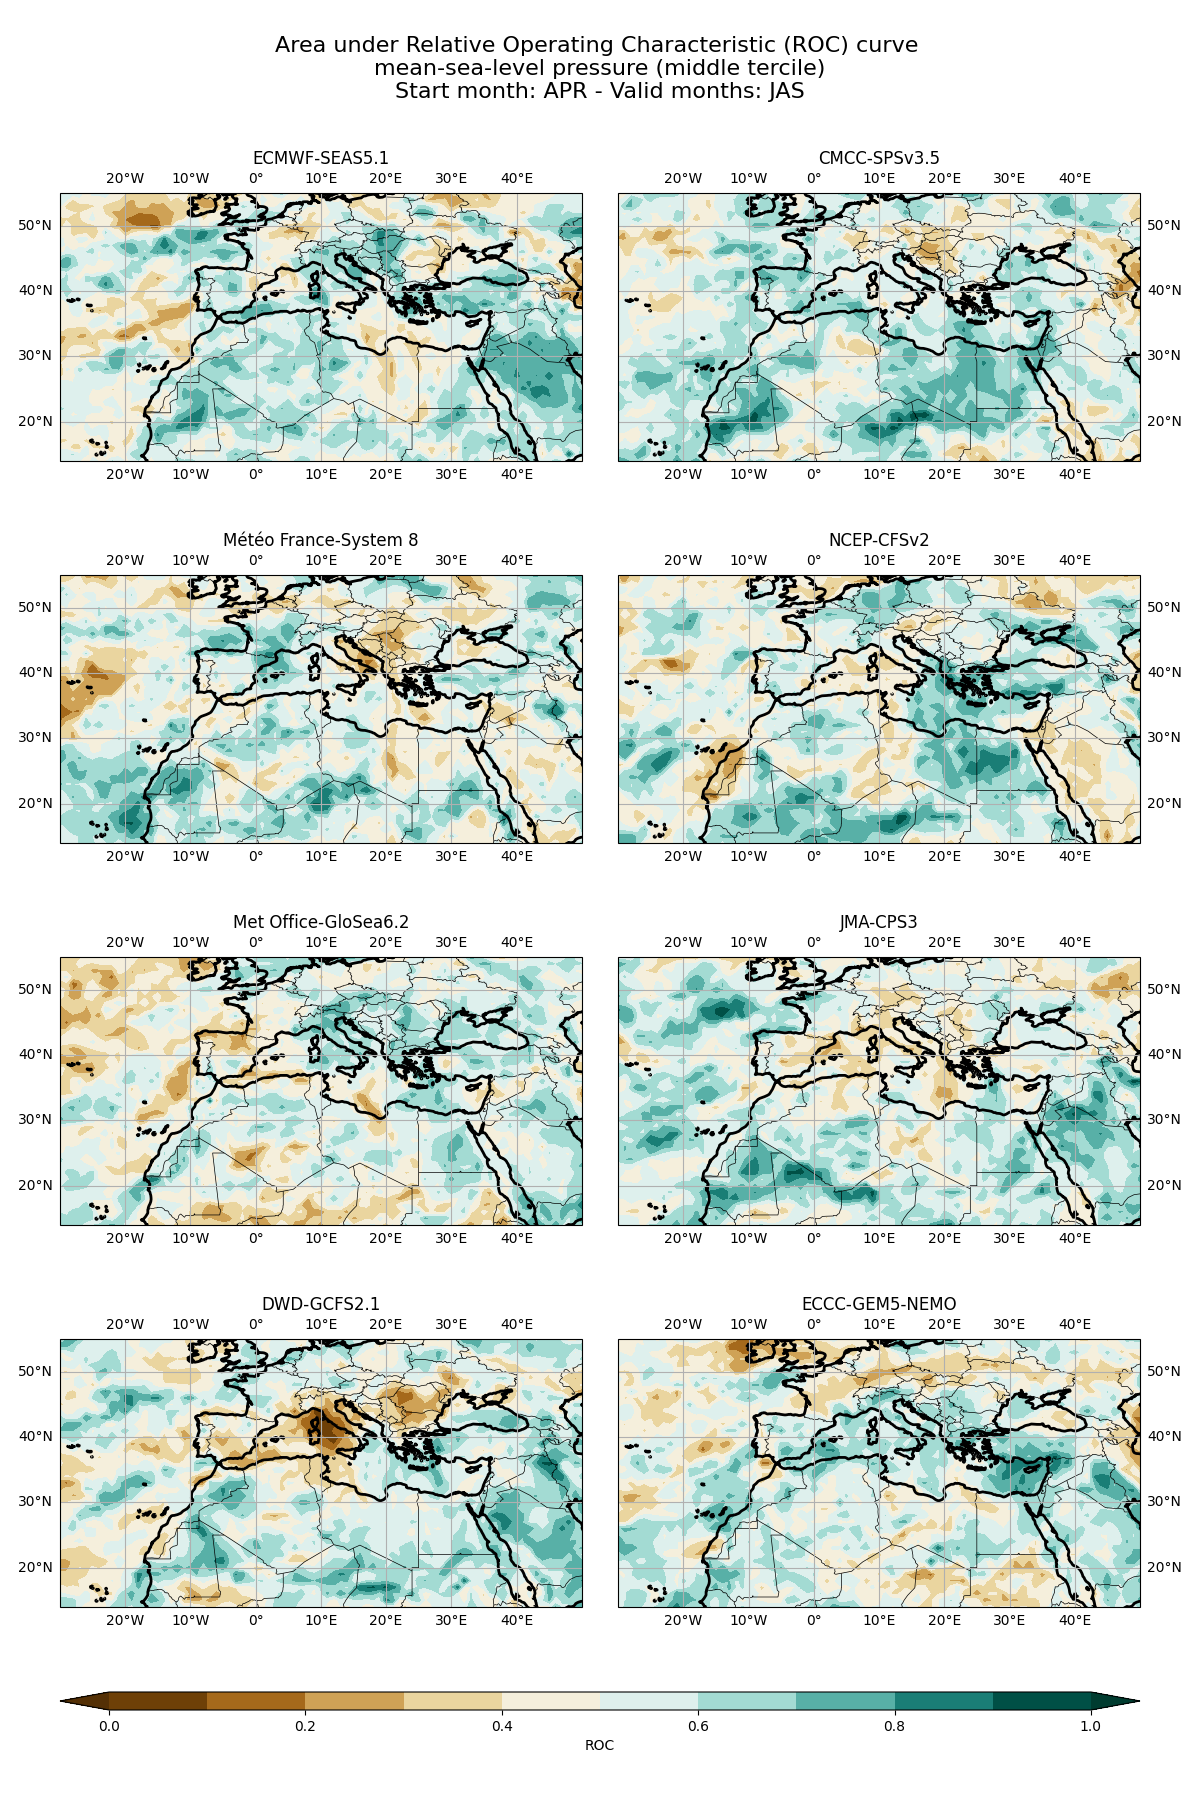 Area under Relative Operating Characteristic (ROC) curve
mean-sea-level pressure (middle tercile)
Start month: APR - Valid months: JAS
ECMWF-SEAS5.1
20°W 10°W 0° 10°E 20°E 30°E 40°E
50°N
40°N
30°N
20°N
20°W 10°W 0° 10°E 20°E 30°E 40°E
CMCC-SPSv3.5
20°W 10°W 0° 10°E 20°E 30°E 40°E
50°N
40°N
30°N
20°N
20°W 10°W 0° 10°E 20°E 30°E 40°E
Météo France-System 8
20°W 10°W 0° 10°E 20°E 30°E 40°E
50°N
40°N
30°N
20°N
20°W 10°W 0° 10°E 20°E 30°E 40°E
NCEP-CFSv2
20°W 10°W 0° 10°E 20°E 30°E 40°E
50°N
40°N
30°N
20°N
20°W 10°W 0° 10°E 20°E 30°E 40°E
Met Office-GloSea6.2
20°W 10°W 0° 10°E 20°E 30°E 40°E
50°N
40°N
30°N
20°N
20°W 10°W 0° 10°E 20°E 30°E 40°E
JMA-CPS3
20°W 10°W 0° 10°E 20°E 30°E 40°E
50°N
40°N
30°N
20°N
20°W 10°W 0° 10°E 20°E 30°E 40°E
DWD-GCFS2.1
20°W 10°W 0° 10°E 20°E 30°E 40°E
50°N
40°N
30°N
20°N
20°W 10°W 0° 10°E 20°E 30°E 40°E
ECCC-GEM5-NEMO
20°W 10°W 0° 10°E 20°E 30°E 40°E
50°N
40°N
30°N
20°N
20°W 10°W 0° 10°E 20°E 30°E 40°E
0.0 0.2 0.4 0.6 0.8 1.0
ROC